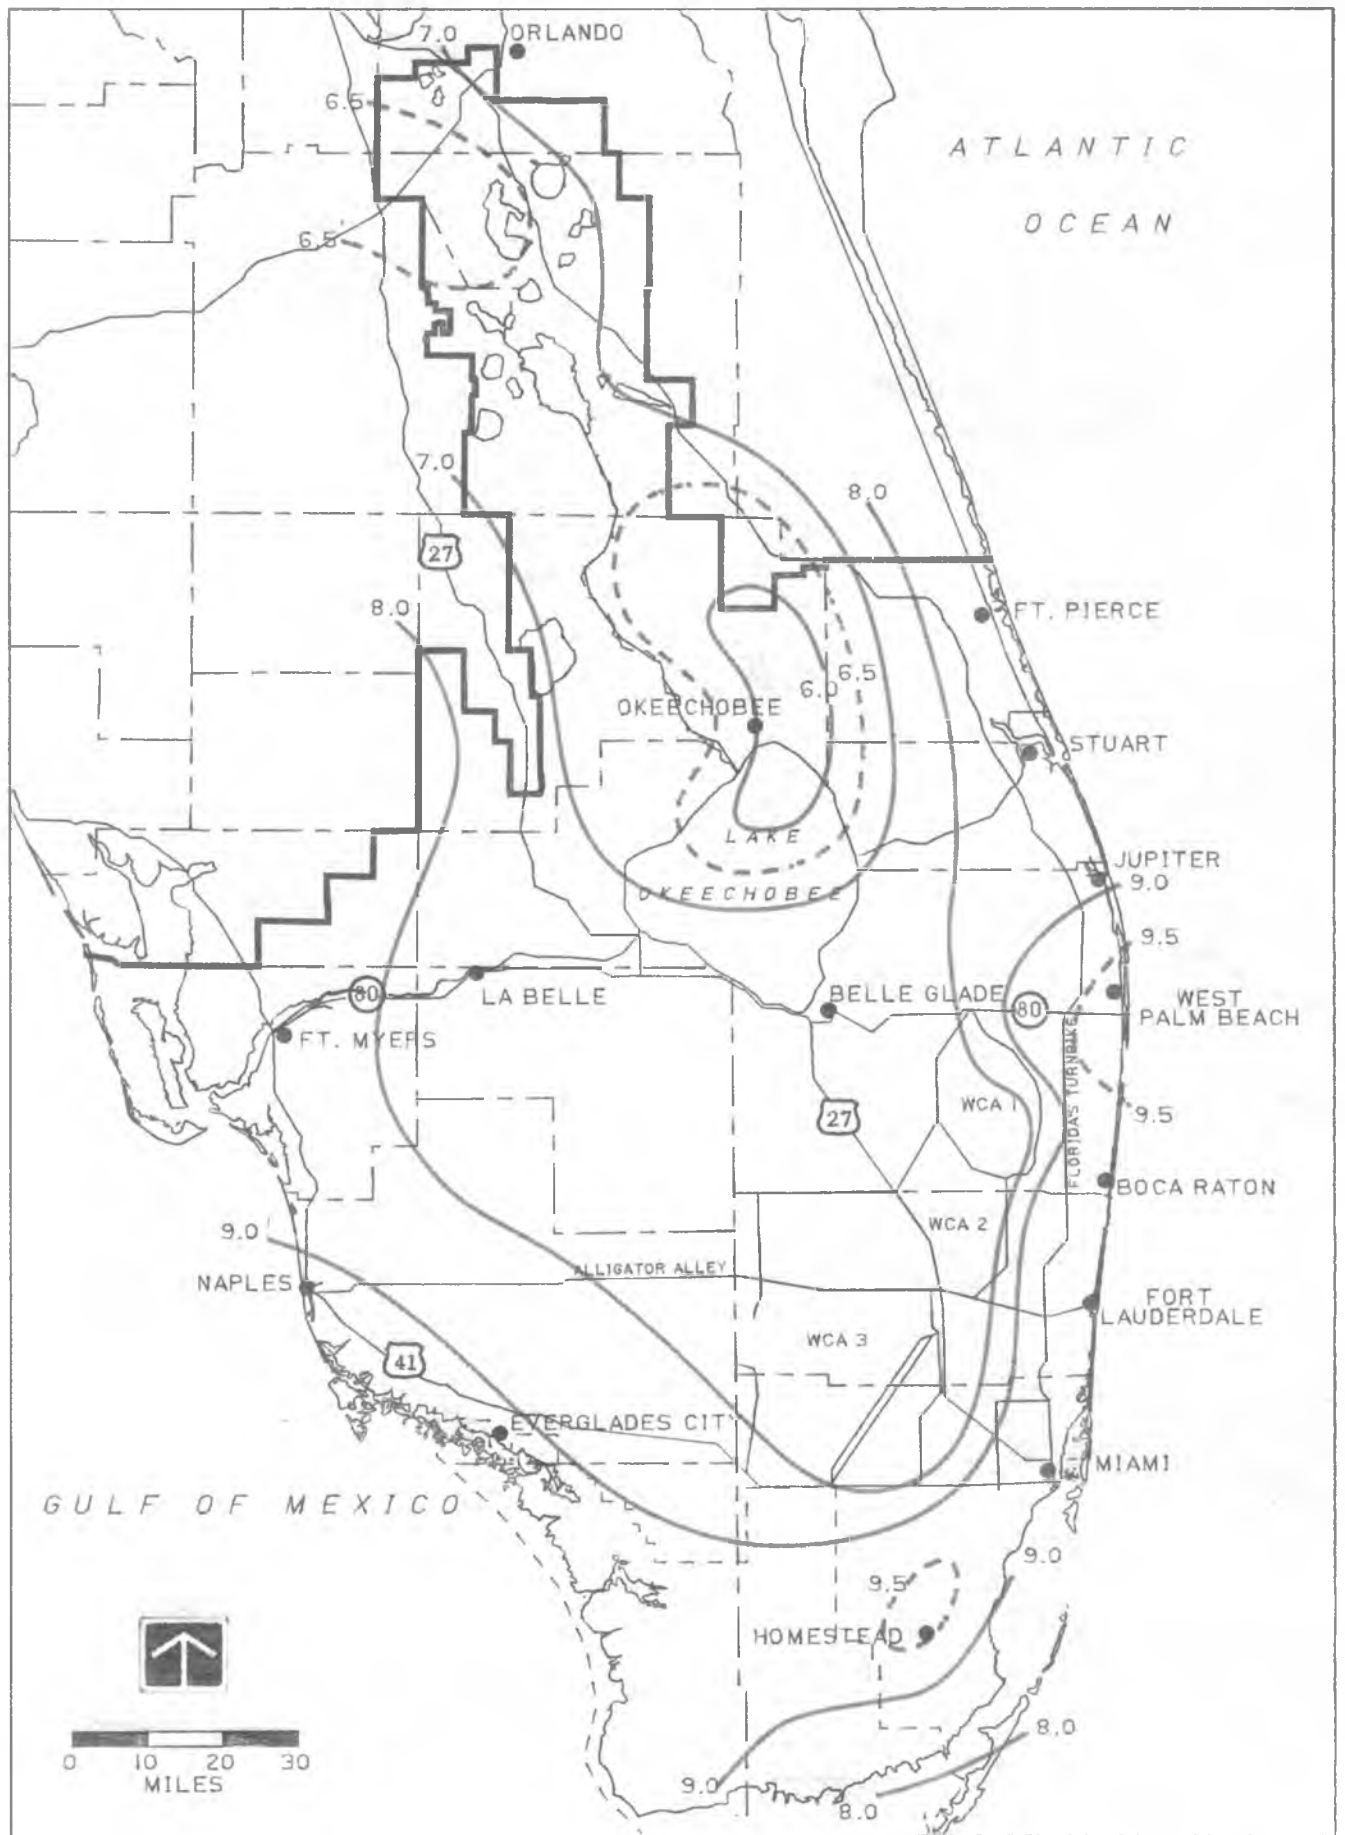 7.0
ORLANDO
6.5
ATLANTIC
OCEAN
6.5
7.0
8.0
27
8.0
FT. PIERCE
6.5
6.0
OKEECHOBEE
STUART
LAKE
OKEECHOBEE
JUPITER
9.0
9.5
80
LA BELLE
BELLE GLADE
80
WEST
PALM BEACH
FT. MYERS
FLORIDAS TURNPIKE
WCA 1
27
9.5
BOCA RATON
WCA 2
9.0
ALLIGATOR ALLEY
NAPLES
FORT
LAUDERDALE
WCA 3
41
EVERGLADES CITY
MIAMI
GULF OF MEXICO
9.0
9.5
HOMESTEAD
8.0
0 10 20 30
MILES
9.0
8.0